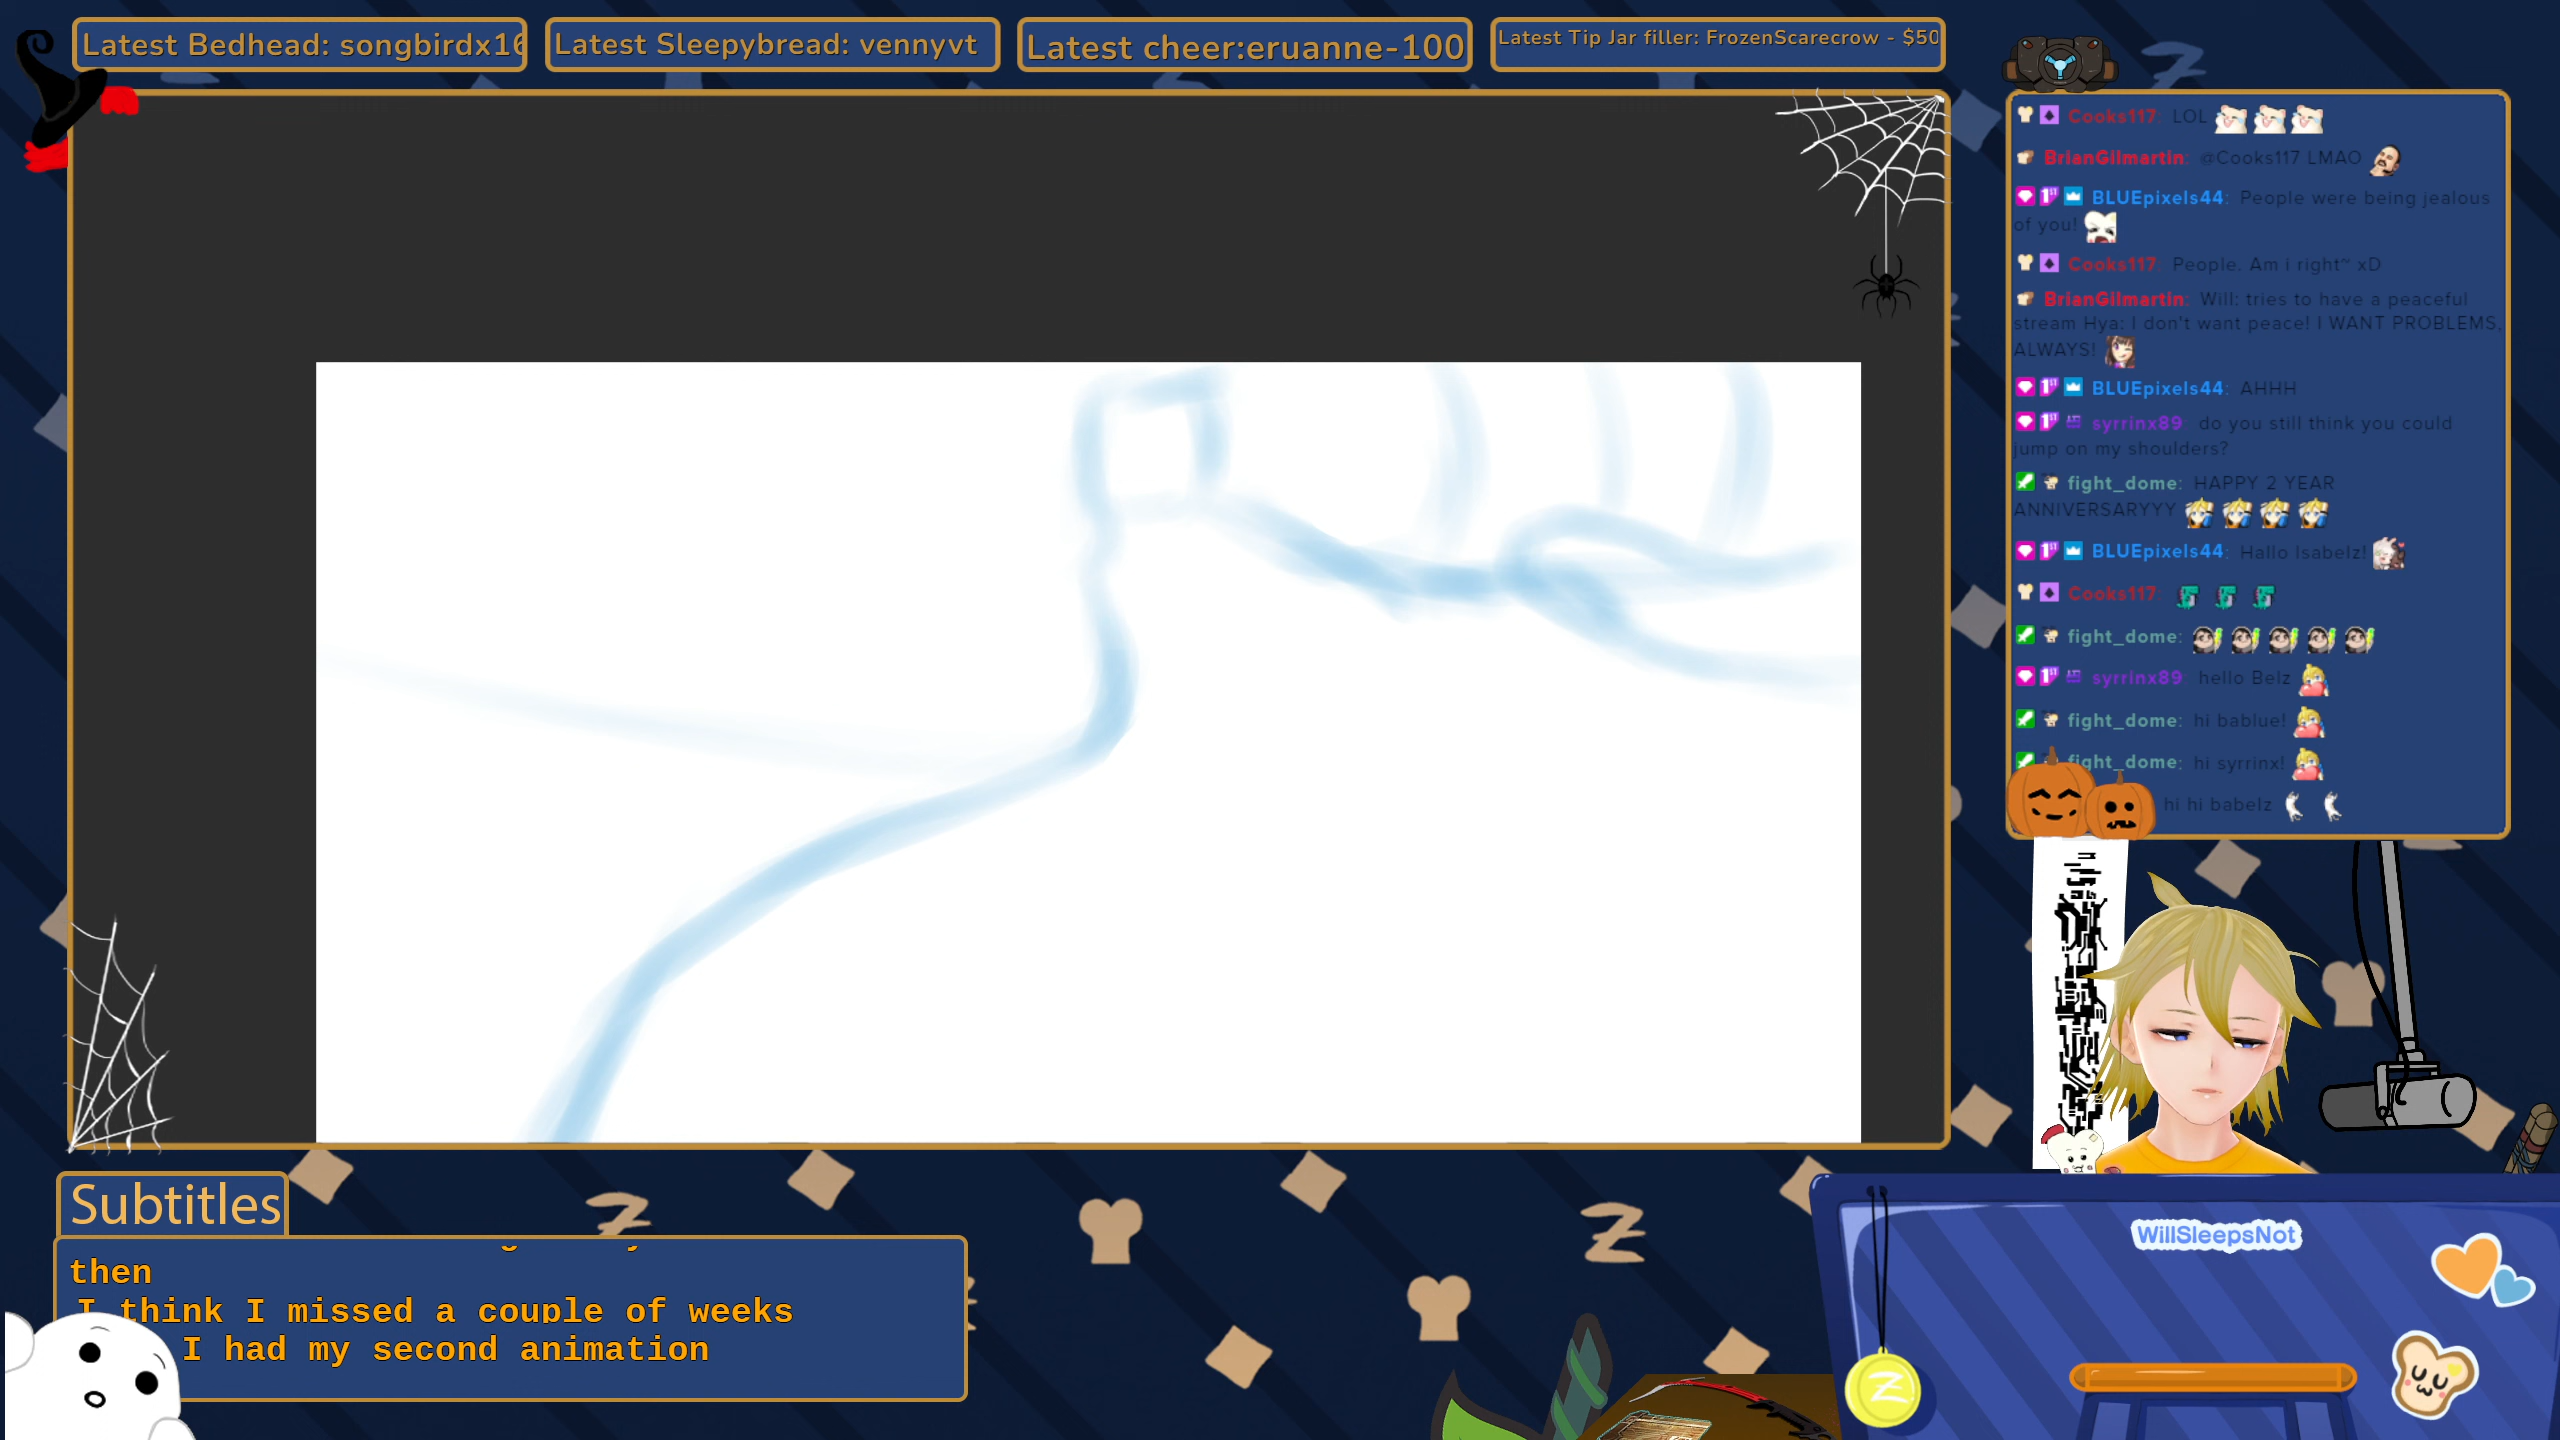 Latest Bedhead: songbirdx16
Latest Sleepybread: vennyvt
Latest cheer:eruanne-100
Latest Tip Jar filler: FrozenScarecrow - $50
Cooks117: LOL
BrianGilmartin: @Cooks117 LMAO
BLUEpixels44: People were being jealous
of you!
Cooks117: People. Am i right~ xD
BrianGilmartin: Will: tries to have a peaceful
stream Hya: I don't want peace! I WANT PROBLEMS,
ALWAYS!
BLUEpixels44: AHHH
syrrinx89: do you still think you could
jump on my shoulders?
fight_dome: HAPPY 2 YEAR
ANNIVERSARYYY
BLUEpixels44: Hallo Isabelz!
Cooks117:
fight_dome:
syrrinx89: hello Belz
fight_dome: hi bablue!
fight_dome: hi syrrinx!
hi hi babelz
Subtitles
then
I think I missed a couple of weeks
I had my second animation
WillSleepsNot
Z